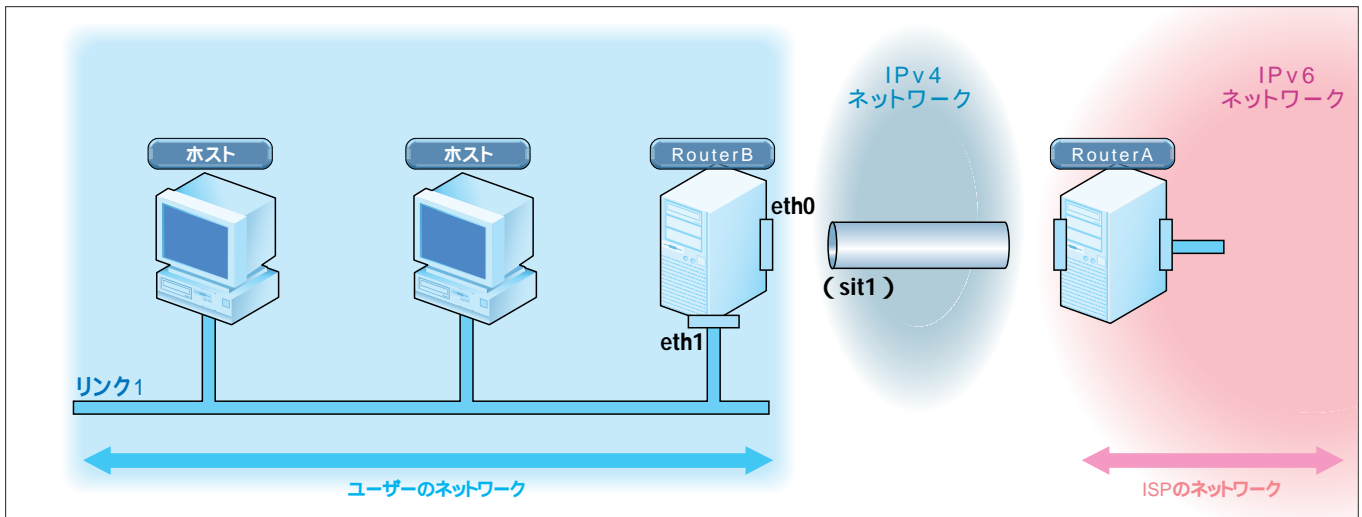 IPv4
ネットワーク
IPv6
ネットワーク
ホスト
ホスト
RouterB
RouterA
eth0
(sit1)
eth1
リンク1
ユーザーのネットワーク
ISPのネットワーク